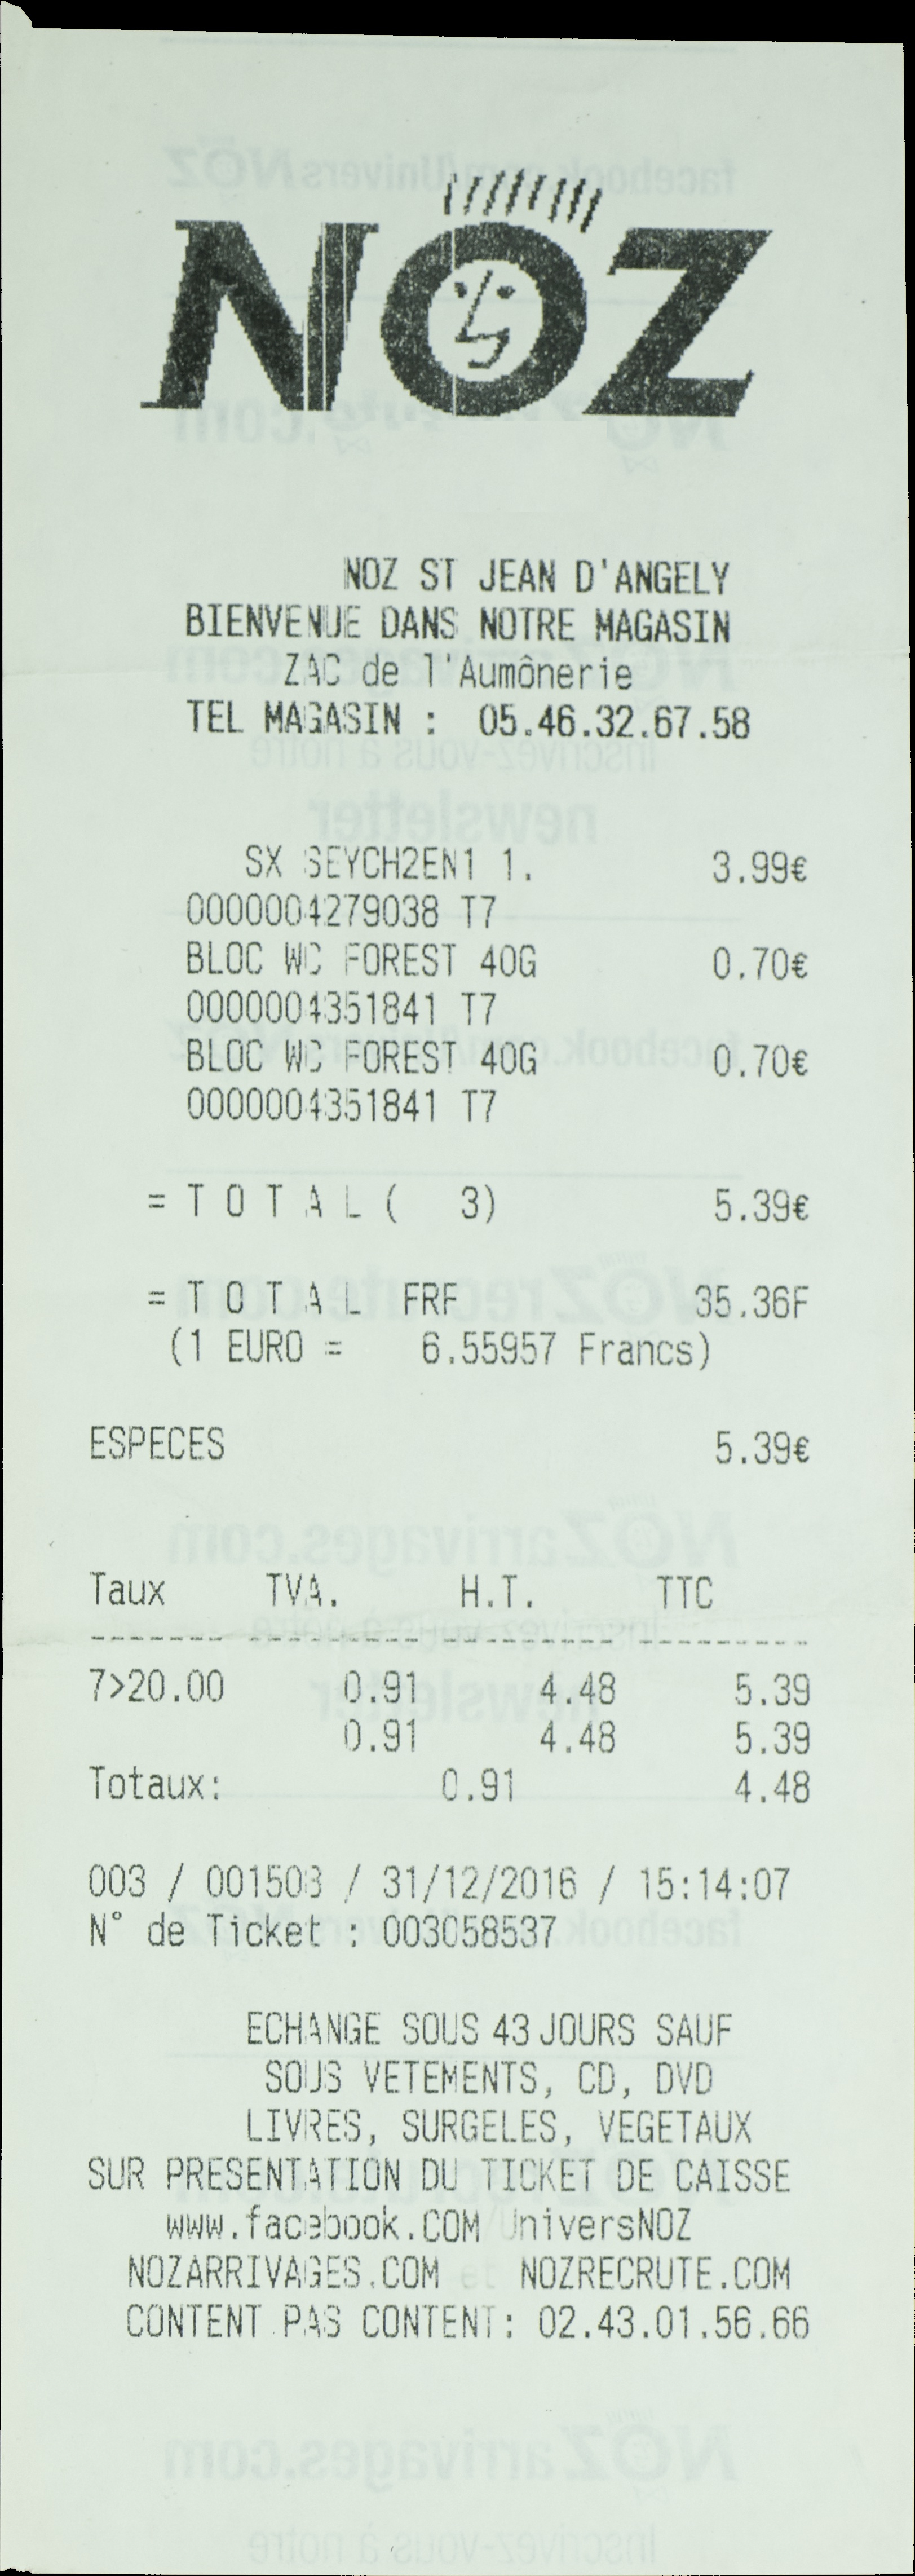 NOZ
NOZ ST JEAN D'ANGELY
BIENVENUE DANS NOTRE MAGASIN
ZAC de l'Aumônerie
TEL MAGASIN : 05.46.32.67.58
SX SEYCH2EN1 1. 3.99€
0000004279038 T7
BLOC WC FOREST 40G 0.70€
0000004351841 T7
BLOC WC FOREST 40G 0.70€
0000004351841 T7
= T O T A L ( 3) 5.39€
= T O T A L FRF 35.36F
(1 EURO = 6.55957 Francs)
ESPECES 5.39€
Taux TVA. H.T. TTC
7>20.00 0.91 4.48 5.39
0.91 4.48 5.39
Totaux: 0.91 4.48
003 / 001503 / 31/12/2016 / 15:14:07
N° de Ticket : 003058537
ECHANGE SOUS 43 JOURS SAUF
SOUS VETEMENTS, CD, DVD
LIVRES, SURGELES, VEGETAUX
SUR PRESENTATION DU TICKET DE CAISSE
www.facebook.COM UniversNOZ
NOZARRIVAGES.COM NOZRECRUTE.COM
CONTENT PAS CONTENT: 02.43.01.56.66